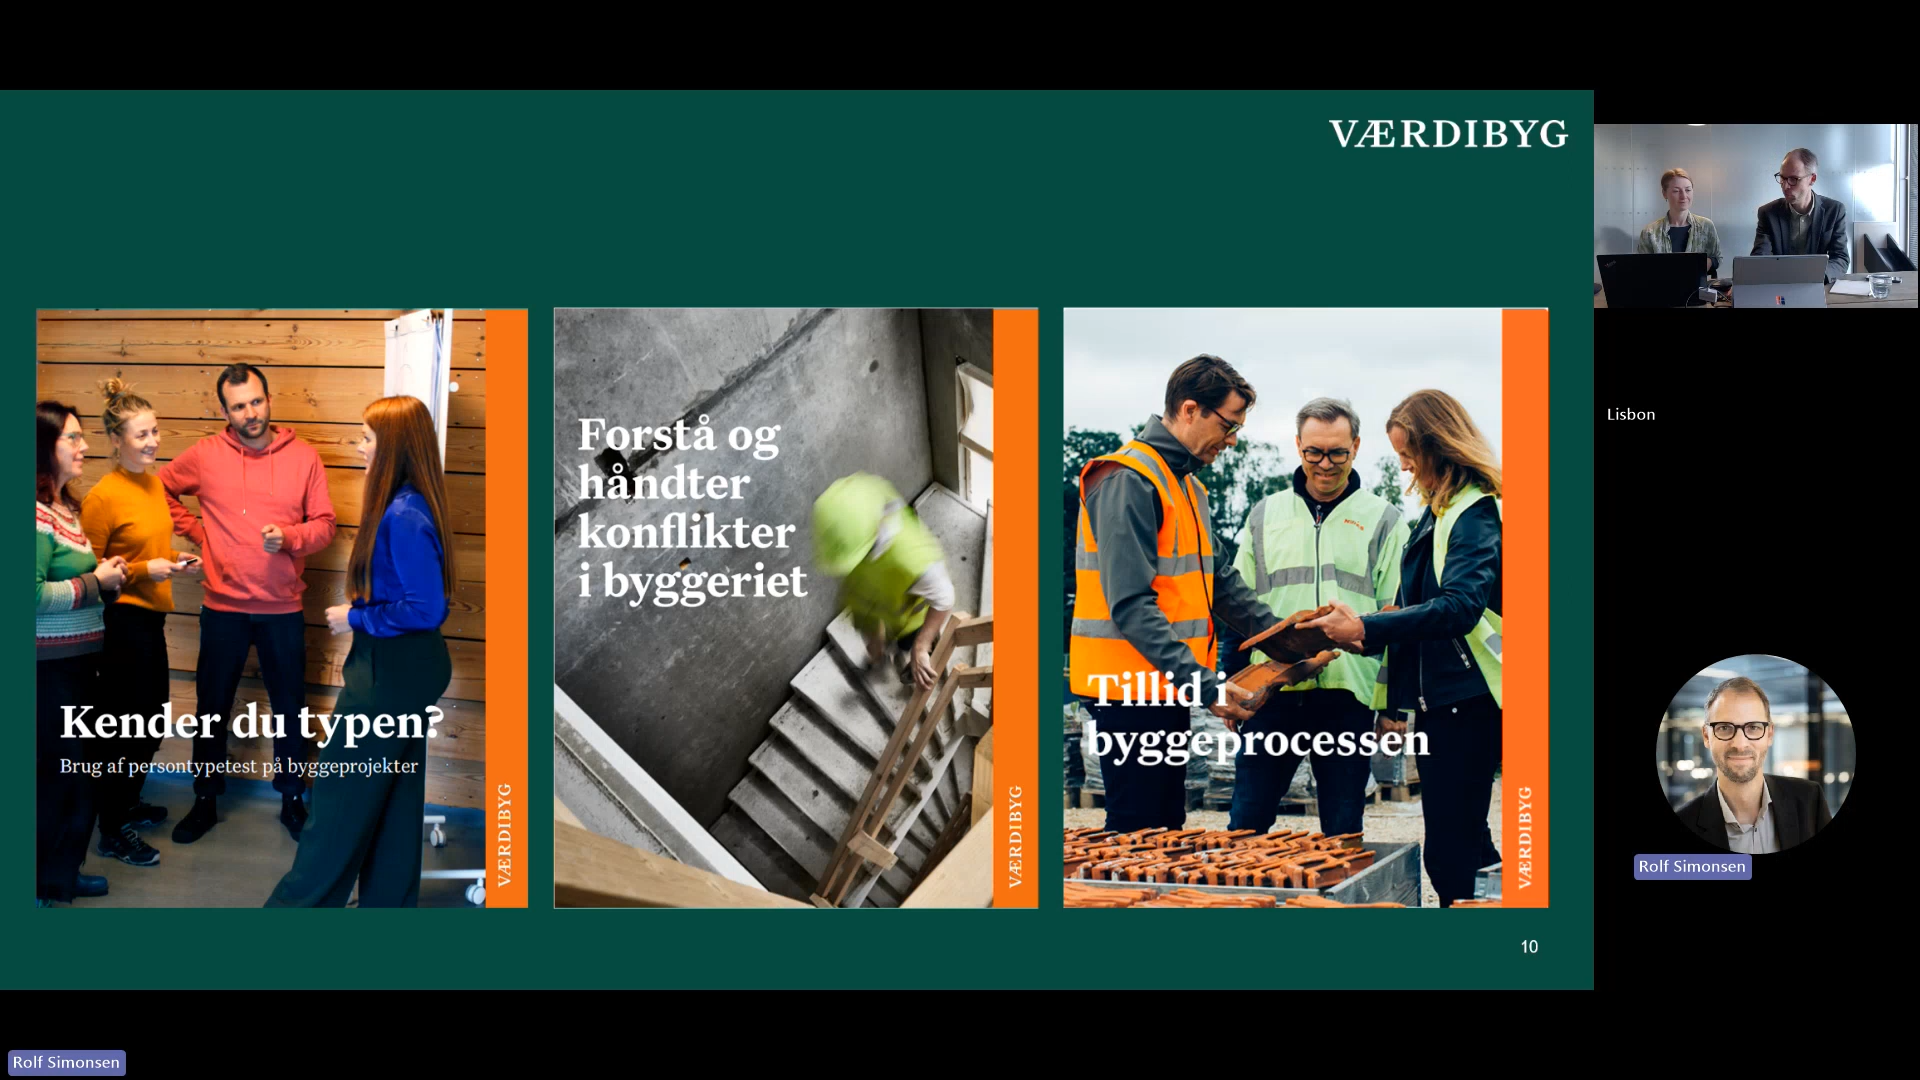 VÆRDIBYG
Kender du typen?
Brug af persontypetest på byggeprojekter
VÆRDIBYG
Forstå og
håndter
konflikter
i byggeriet
VÆRDIBYG
Tillid i
byggeprocessen
VÆRDIBYG
10
Lisbon
Rolf Simonsen
Rolf Simonsen